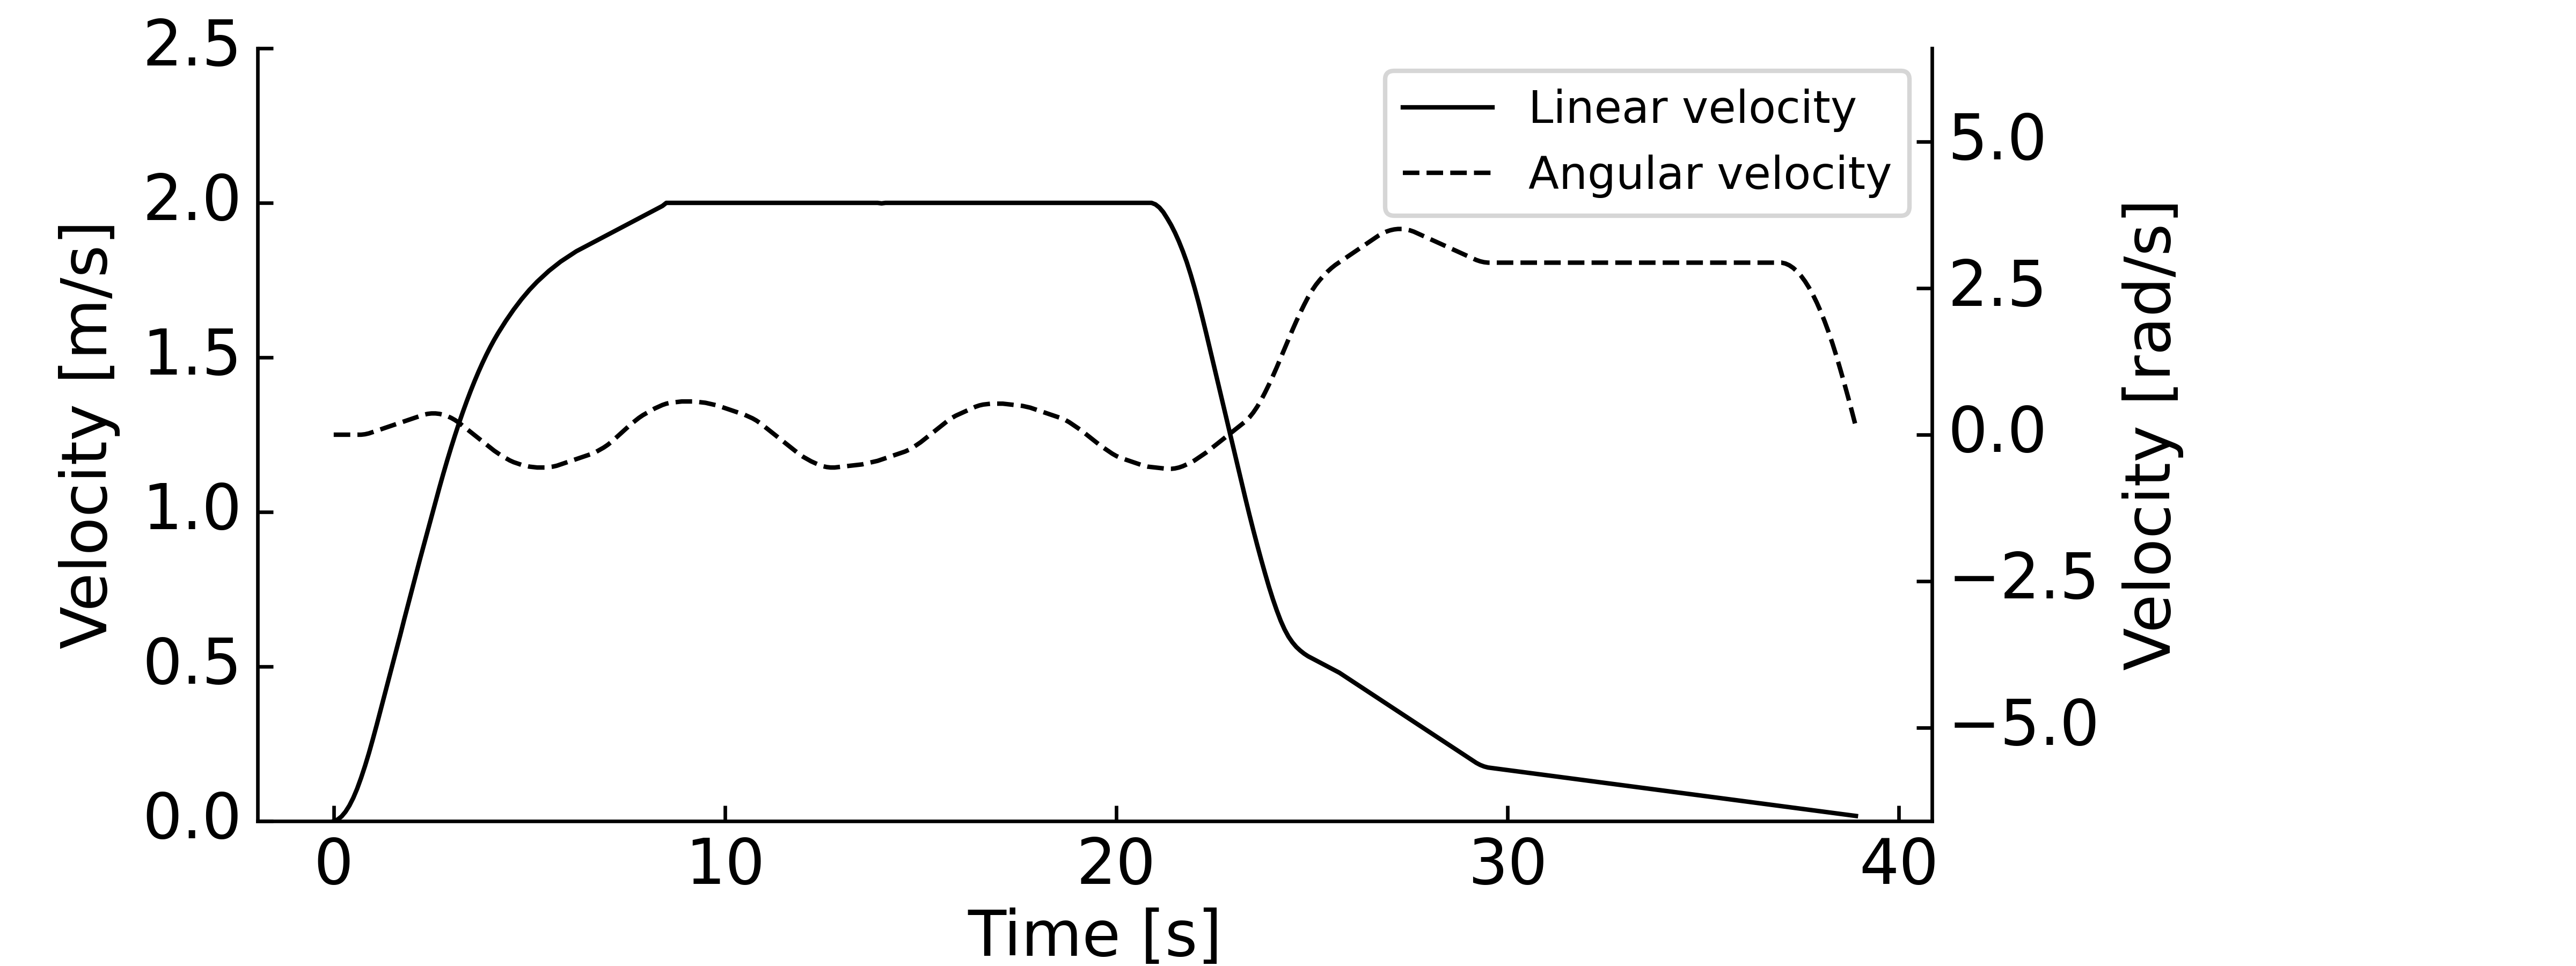 2.5
2.0
1.5
1.0
0.5
0.0
Velocity [m/s]
Linear velocity
Angular velocity
5.0
2.5
0.0
−2.5
−5.0
Velocity [rad/s]
0 10 20 30 40
Time [s]